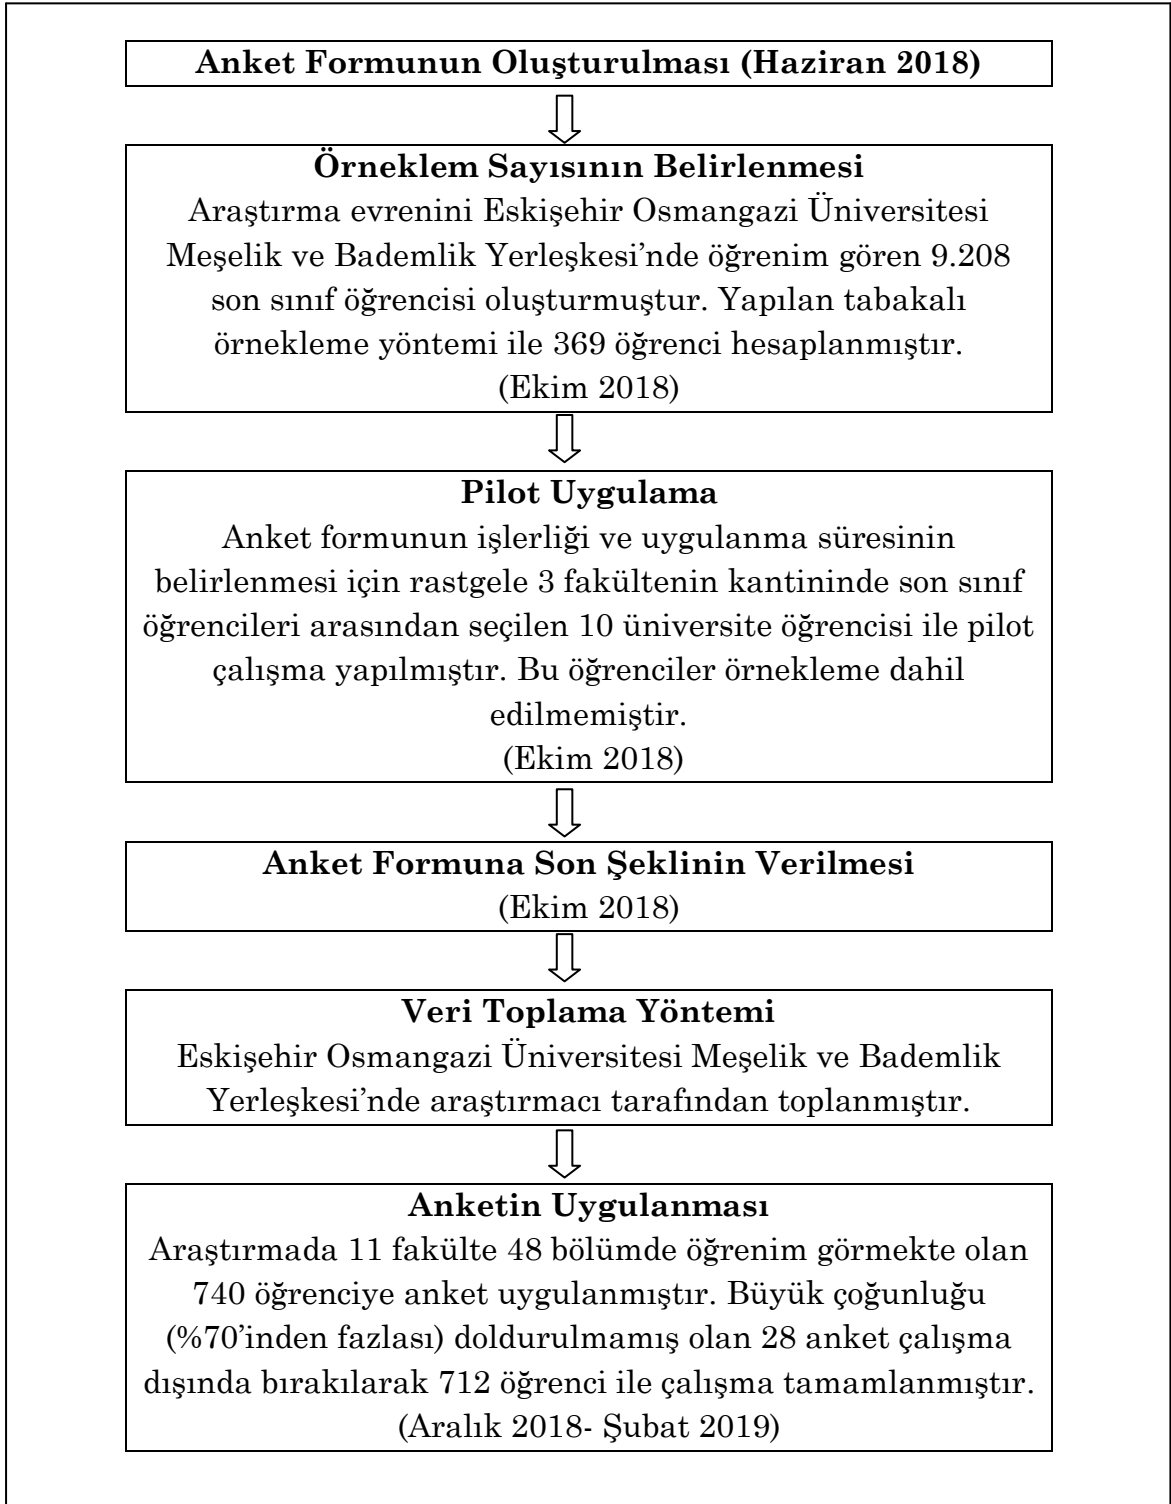 Anket Formunun Oluşturulması (Haziran 2018)
Örneklem Sayısının Belirlenmesi
Araştırma evrenini Eskişehir Osmangazi Üniversitesi
Meşelik ve Bademlik Yerleşkesi’nde öğrenim gören 9.208
son sınıf öğrencisi oluşturmuştur. Yapılan tabakalı
örnekleme yöntemi ile 369 öğrenci hesaplanmıştır.
(Ekim 2018)
Pilot Uygulama
Anket formunun işlerliği ve uygulanma süresinin
belirlenmesi için rastgele 3 fakültenin kantininde son sınıf
öğrencileri arasından seçilen 10 üniversite öğrencisi ile pilot
çalışma yapılmıştır. Bu öğrenciler örnekleme dahil
edilmemiştir.
(Ekim 2018)
Anket Formuna Son Şeklinin Verilmesi
(Ekim 2018)
Veri Toplama Yöntemi
Eskişehir Osmangazi Üniversitesi Meşelik ve Bademlik
Yerleşkesi’nde araştırmacı tarafından toplanmıştır.
Anketin Uygulanması
Araştırmada 11 fakülte 48 bölümde öğrenim görmekte olan
740 öğrenciye anket uygulanmıştır. Büyük çoğunluğu
(%70’inden fazlası) doldurulmamış olan 28 anket çalışma
dışında bırakılarak 712 öğrenci ile çalışma tamamlanmıştır.
(Aralık 2018- Şubat 2019)